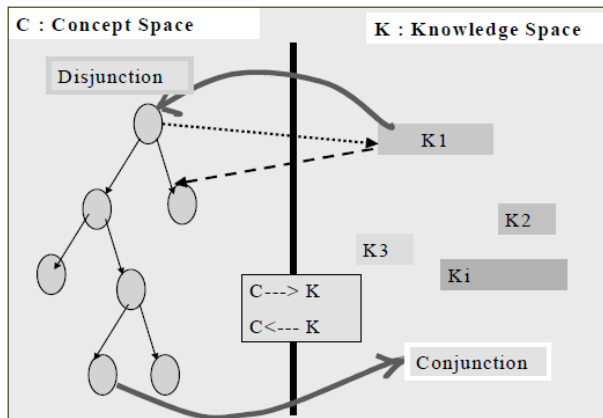 C : Concept Space
K : Knowledge Space
Disjunction
K1
K2
K3
Ki
C---> K
C<--- K
Conjunction